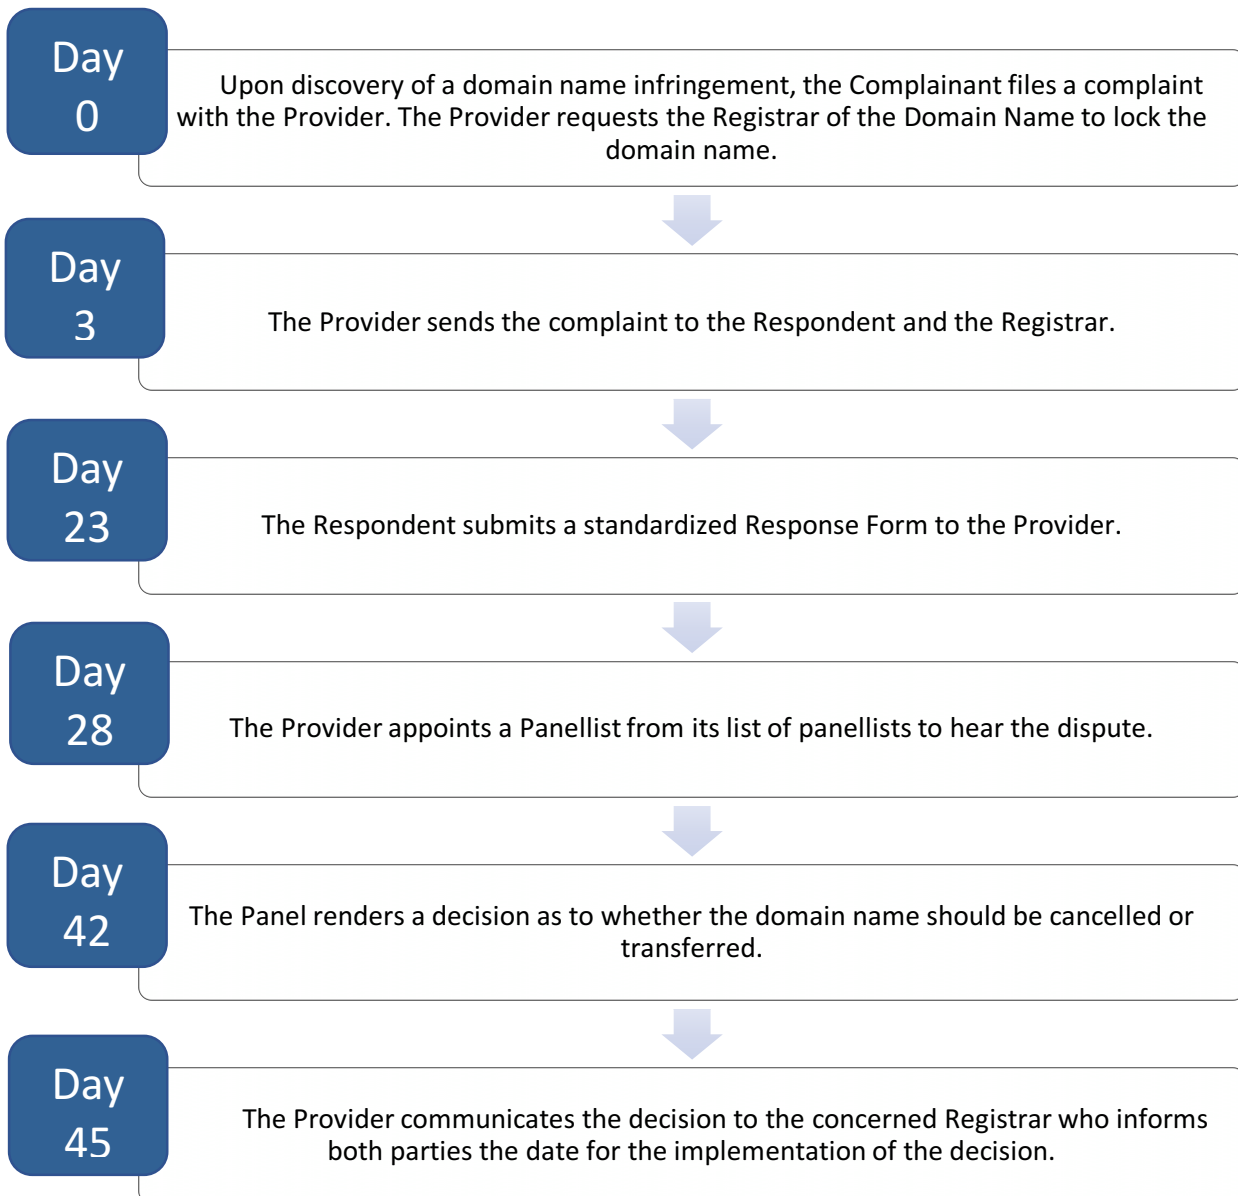 Day
0
Upon discovery of a domain name infringement, the Complainant files a complaint
with the Provider. The Provider requests the Registrar of the Domain Name to lock the
domain name.
Day
3
The Provider sends the complaint to the Respondent and the Registrar.
Day
23
The Respondent submits a standardized Response Form to the Provider.
Day
28
The Provider appoints a Panellist from its list of panellists to hear the dispute.
Day
42
The Panel renders a decision as to whether the domain name should be cancelled or
transferred.
Day
45
The Provider communicates the decision to the concerned Registrar who informs
both parties the date for the implementation of the decision.